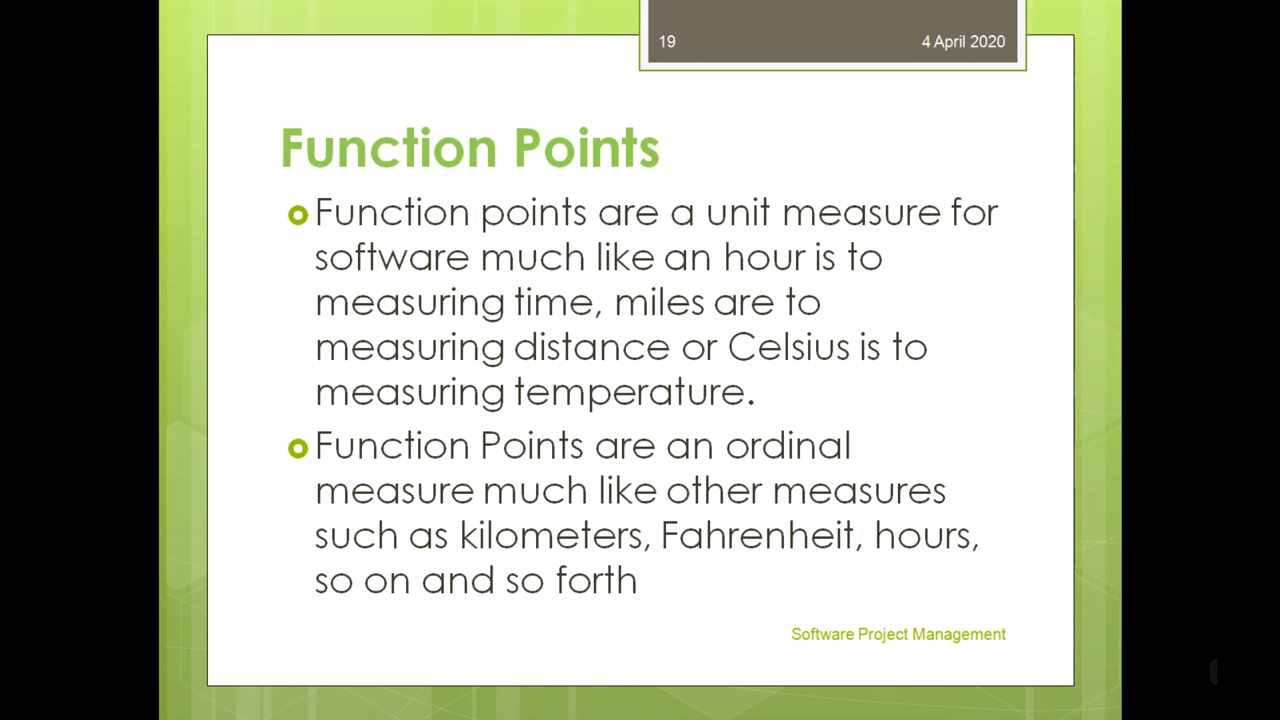 19
4 April 2020
Function Points
Function points are a unit measure for
software much like an hour is to
measuring time, miles are to
measuring distance or Celsius is to
measuring temperature.
Function Points are an ordinal
measure much like other measures
such as kilometers, Fahrenheit, hours,
so on and so forth
Software Project Management